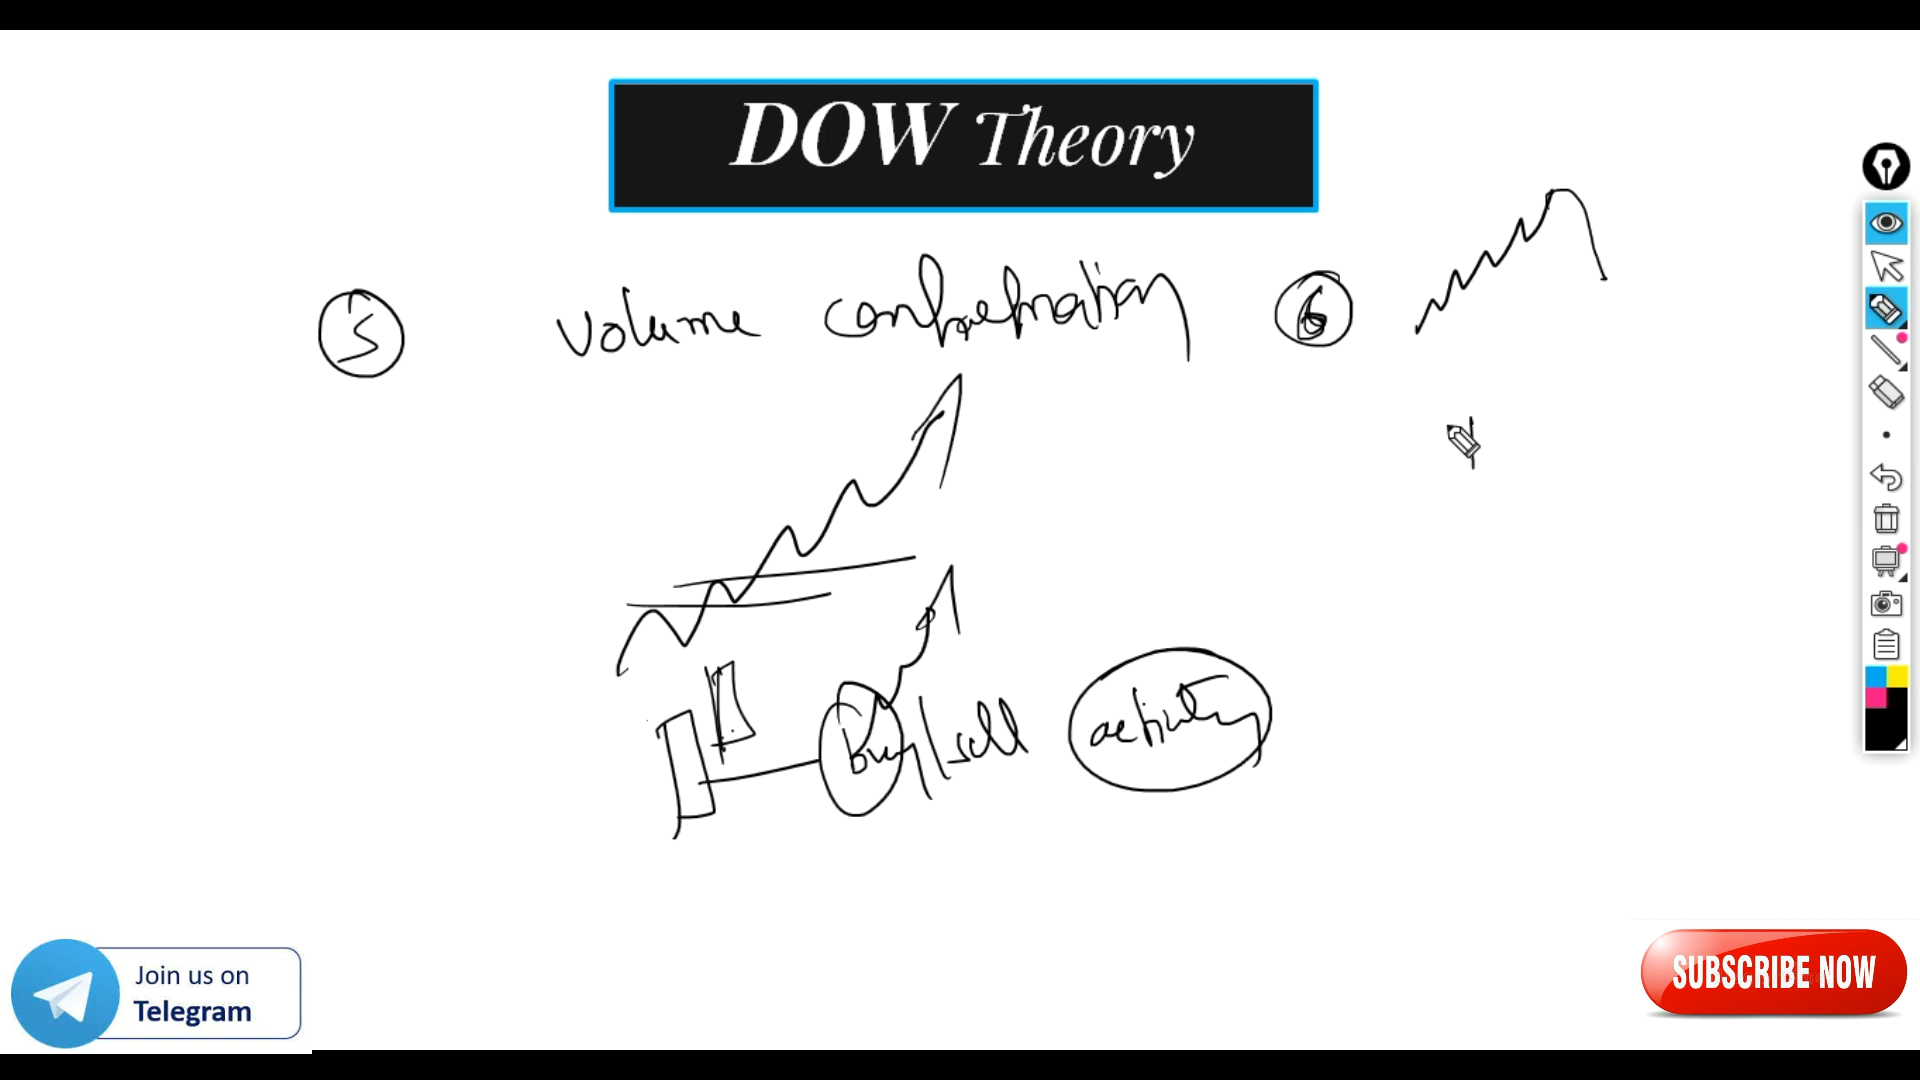 DOW Theory
5 volume confirmation 6
buy/sell activity
Join us on
Telegram
SUBSCRIBE NOW